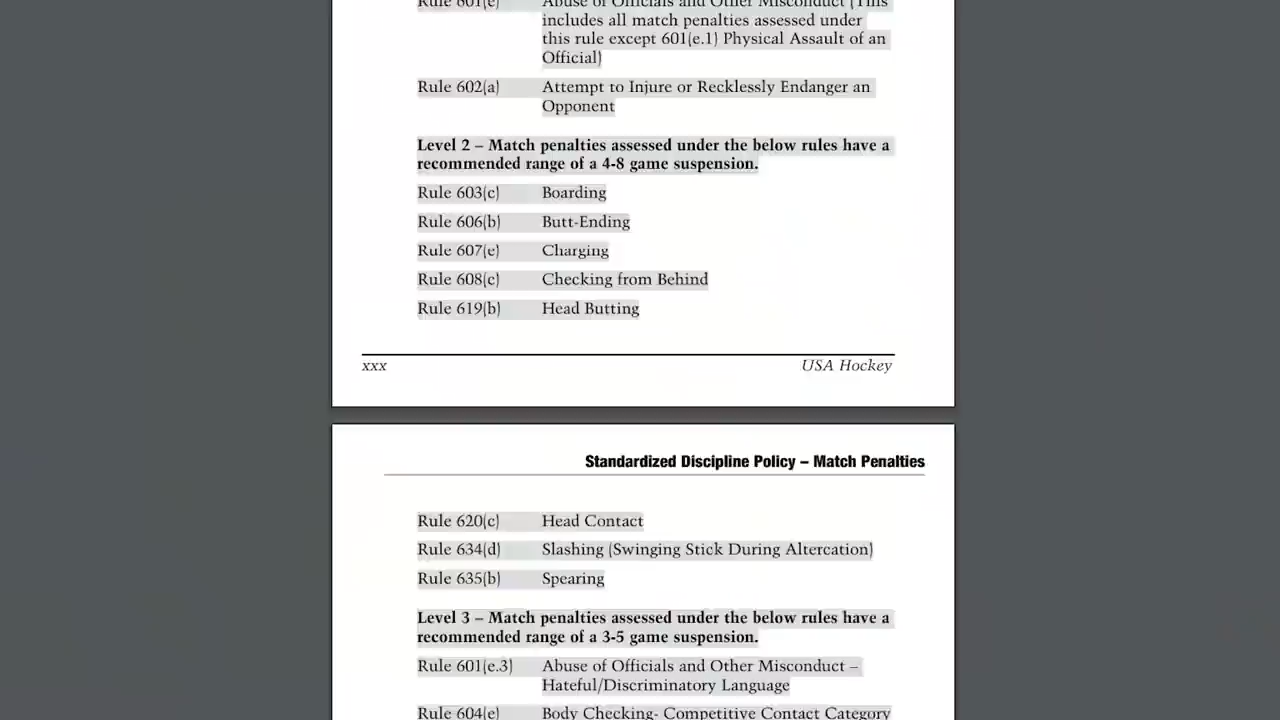 Rule 601(e) Abuse of Officials and Other Misconduct (This
includes all match penalties assessed under
this rule except 601(e.1) Physical Assault of an
Official)
Rule 602(a) Attempt to Injure or Recklessly Endanger an
Opponent
Level 2 – Match penalties assessed under the below rules have a
recommended range of a 4-8 game suspension.
Rule 603(c) Boarding
Rule 606(b) Butt-Ending
Rule 607(e) Charging
Rule 608(c) Checking from Behind
Rule 619(b) Head Butting
xxx USA Hockey
Standardized Discipline Policy – Match Penalties
Rule 620(c) Head Contact
Rule 634(d) Slashing (Swinging Stick During Altercation)
Rule 635(b) Spearing
Level 3 – Match penalties assessed under the below rules have a
recommended range of a 3-5 game suspension.
Rule 601(e.3) Abuse of Officials and Other Misconduct –
Hateful/Discriminatory Language
Rule 604(e) Body Checking- Competitive Contact Category